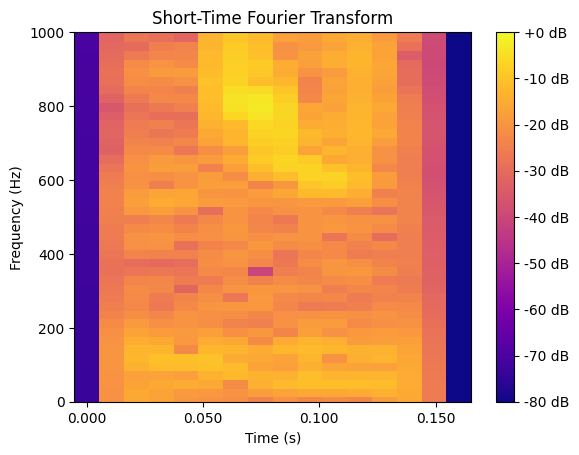 Short-Time Fourier Transform
1000
800
600
400
200
0
Frequency (Hz)
0.000
0.050
0.100
0.150
Time (s)
+0 dB
-10 dB
-20 dB
-30 dB
-40 dB
-50 dB
-60 dB
-70 dB
-80 dB